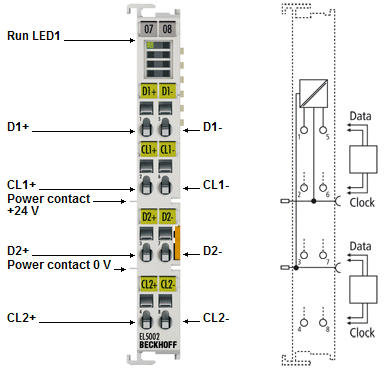 07 08
Run LED1
D1+ D1-
D1+ D1-
CL1+ CL1-
CL1+ CL1-
Power contact
+24 V
D2+ D2-
D2+ D2-
Power contact 0 V
CL2+ CL2-
CL2+ CL2-
EL5002
BECKHOFF
Data
1 5
2 6
Clock
Data
3 7
4 8
Clock